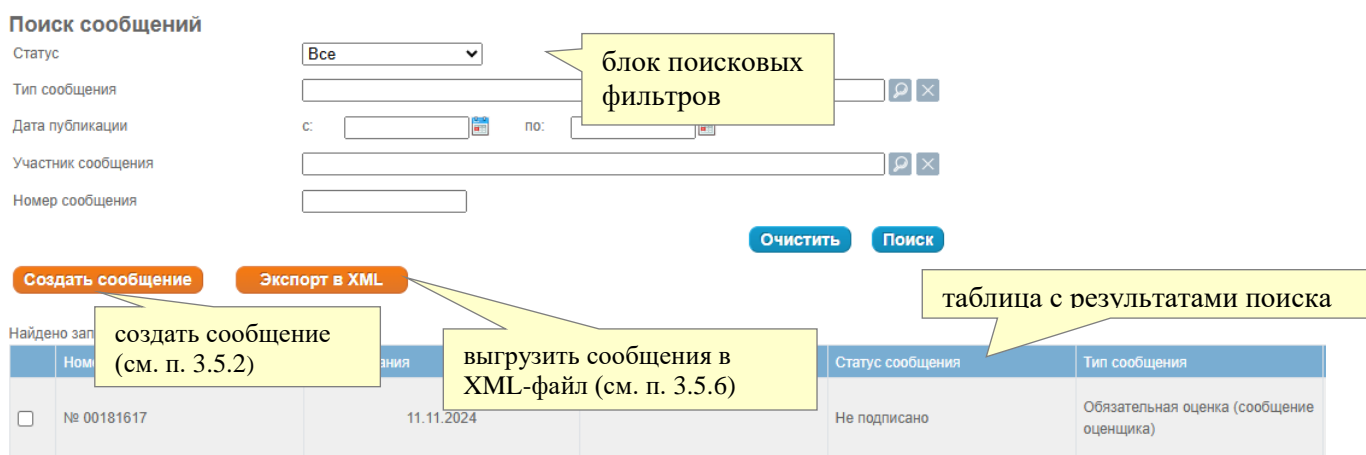 Поиск сообщений
Статус
Все
блок поисковых
фильтров
Тип сообщения
Дата публикации
с:
по:
Участник сообщения
Номер сообщения
Очистить
Поиск
Создать сообщение
Экспорт в XML
таблица с результатами поиска
создать сообщение
(см. п. 3.5.2)
выгрузить сообщения в
XML-файл (см. п. 3.5.6)
Найдено
Статус сообщения
Тип сообщения
№ 00181617
11.11.2024
Не подписано
Обязательная оценка (сообщение
оценщика)